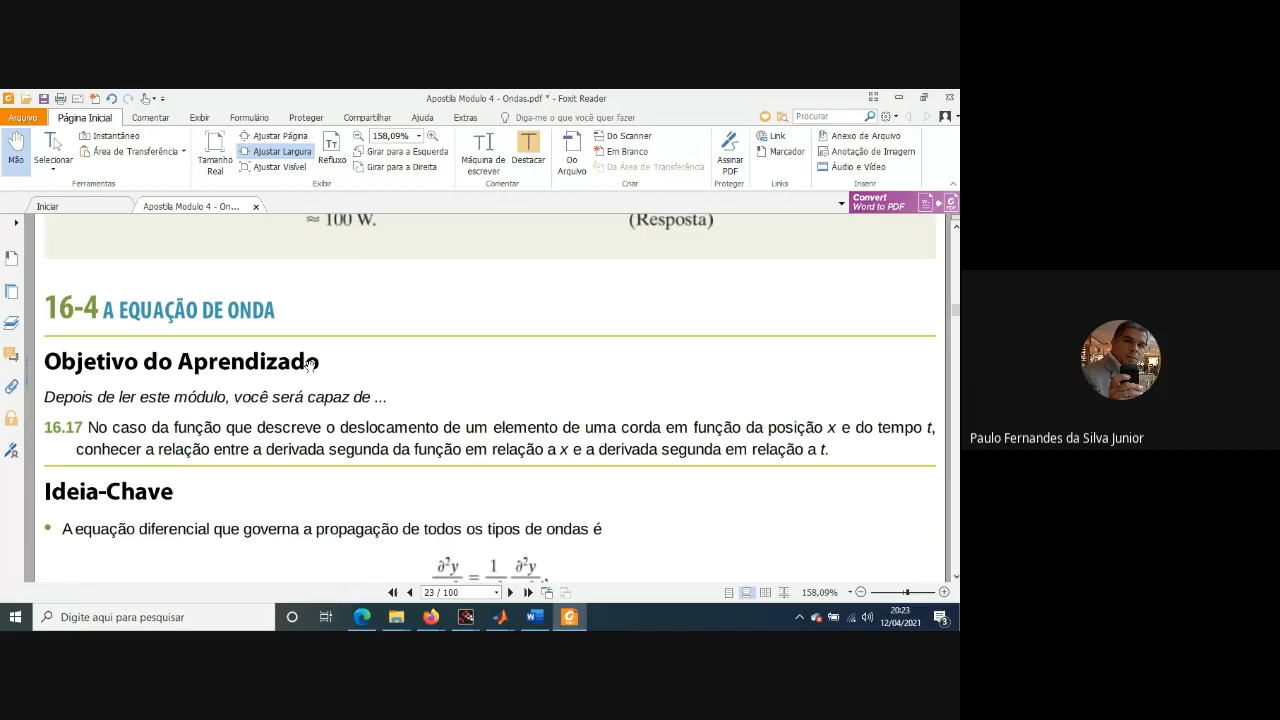 Apostila Modulo 4 - Ondas.pdf * - Foxit Reader
Arquivo Página Inicial Comentar Exibir Formulário Proteger Compartilhar Ajuda Extras Diga-me o que você quer fazer Procurar
Mão
Selecionar
Instantâneo
Área de Transferência
Ferramentas
Tamanho Real
Ajustar Página
Ajustar Largura
Ajustar Visível
Refluxo
158,09%
Girar para a Esquerda
Girar para a Direita
Exibir
Máquina de escrever
Destacar
Comentar
Do Arquivo
Do Scanner
Em Branco
Da Área de Transferência
Criar
Assinar PDF
Proteger
Link
Marcador
Links
Anexo de Arquivo
Anotação de Imagem
Áudio e Vídeo
Inserir
Iniciar
Apostila Modulo 4 - On...
Convert Word to PDF
≈ 100 W. (Resposta)
16-4 A EQUAÇÃO DE ONDA
Objetivo do Aprendizado
Depois de ler este módulo, você será capaz de ...
16.17 No caso da função que descreve o deslocamento de um elemento de uma corda em função da posição x e do tempo t,
conhecer a relação entre a derivada segunda da função em relação a x e a derivada segunda em relação a t.
Ideia-Chave
• A equação diferencial que governa a propagação de todos os tipos de ondas é
∂²y = 1 ∂²y ,
23 / 100
158,09%
Digite aqui para pesquisar
20:23
12/04/2021
3
Paulo Fernandes da Silva Junior